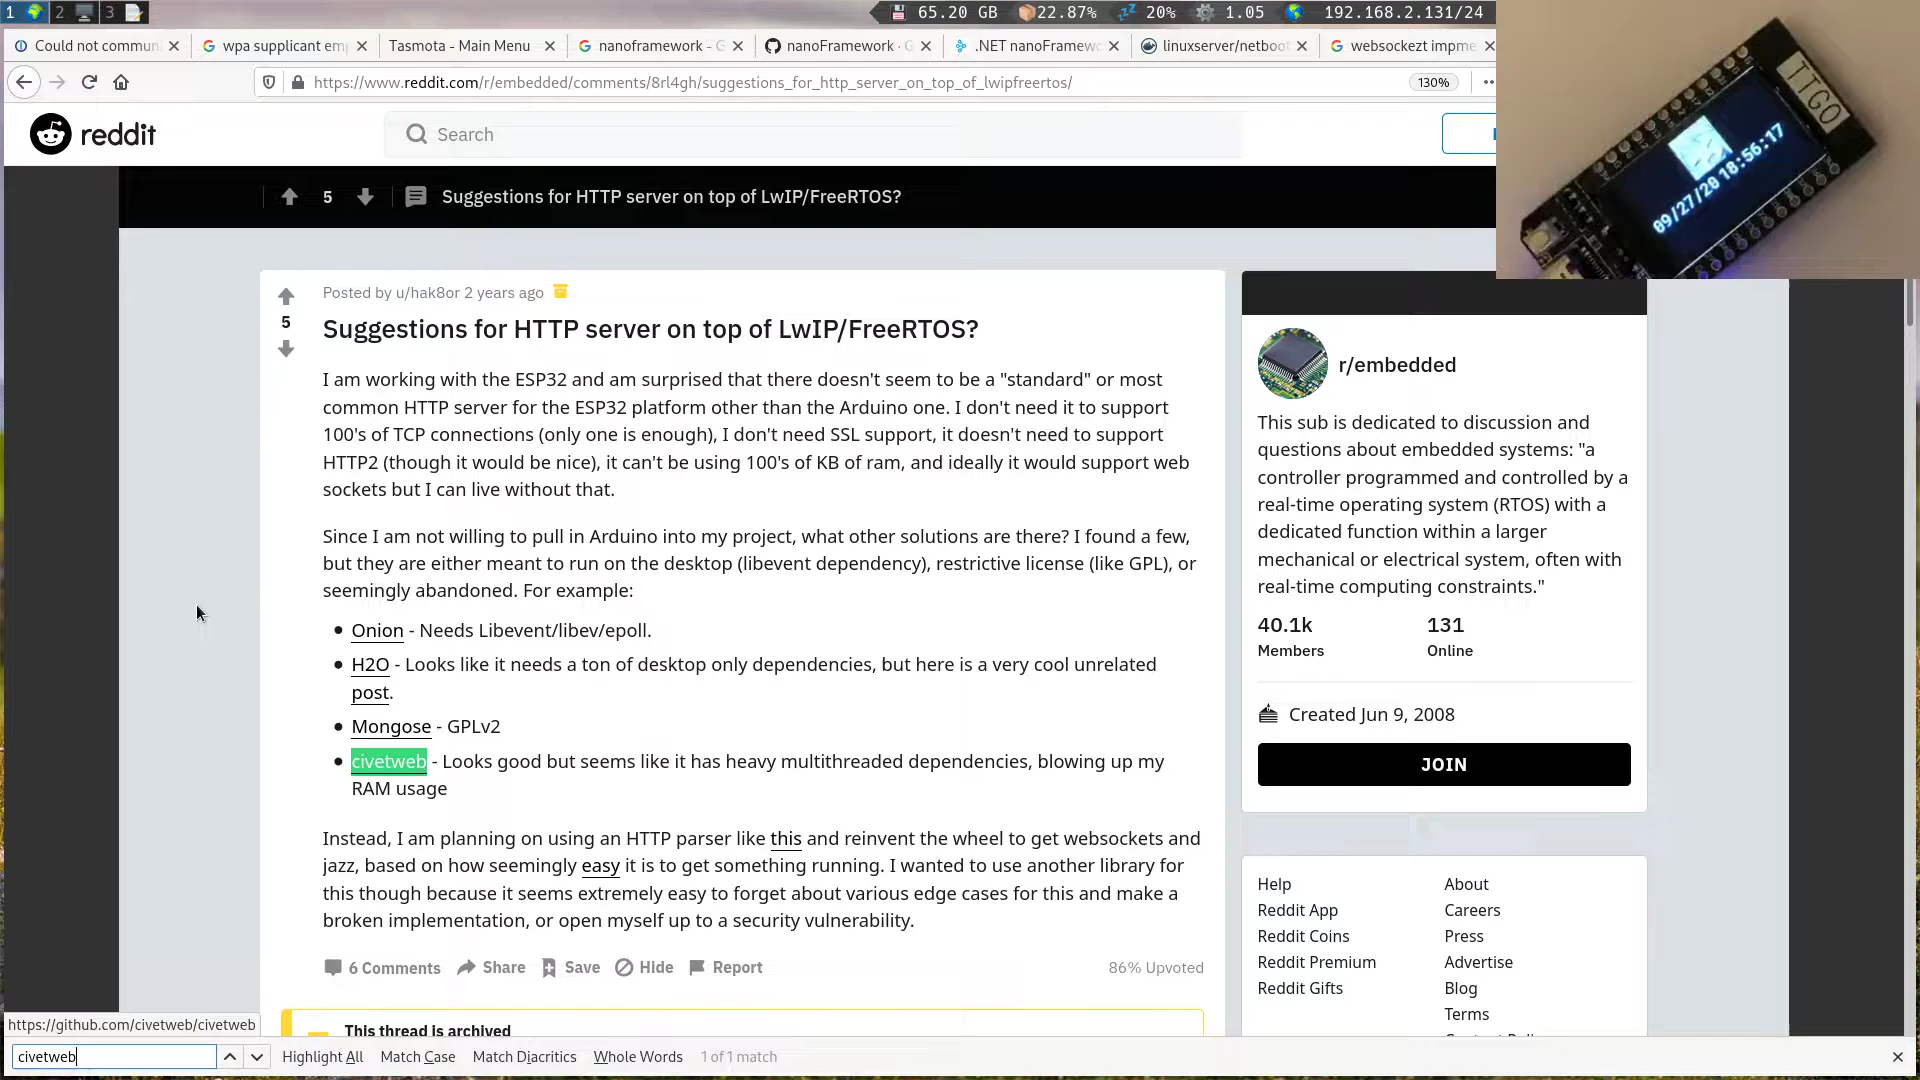 1 2 3 65.20 GB 22.87% 20% 1.05 192.168.2.131/24
Could not commun wpa supplicant emp Tasmota - Main Menu nanoframework - G nanoFramework · G .NET nanoFramewo linuxserver/netboot websockezt impme
https://www.reddit.com/r/embedded/comments/8rl4gh/suggestions_for_http_server_on_top_of_lwipfreertos/ 130%
reddit Search
5 Suggestions for HTTP server on top of LwIP/FreeRTOS?
TTGO
09/27/20 18:56:17
Posted by u/hak8or 2 years ago
5
Suggestions for HTTP server on top of LwIP/FreeRTOS?
I am working with the ESP32 and am surprised that there doesn't seem to be a "standard" or most
common HTTP server for the ESP32 platform other than the Arduino one. I don't need it to support
100's of TCP connections (only one is enough), I don't need SSL support, it doesn't need to support
HTTP2 (though it would be nice), it can't be using 100's of KB of ram, and ideally it would support web
sockets but I can live without that.
Since I am not willing to pull in Arduino into my project, what other solutions are there? I found a few,
but they are either meant to run on the desktop (libevent dependency), restrictive license (like GPL), or
seemingly abandoned. For example:
• Onion - Needs Libevent/libev/epoll.
• H2O - Looks like it needs a ton of desktop only dependencies, but here is a very cool unrelated
post.
• Mongose - GPLv2
• civetweb - Looks good but seems like it has heavy multithreaded dependencies, blowing up my
RAM usage
Instead, I am planning on using an HTTP parser like this and reinvent the wheel to get websockets and
jazz, based on how seemingly easy it is to get something running. I wanted to use another library for
this though because it seems extremely easy to forget about various edge cases for this and make a
broken implementation, or open myself up to a security vulnerability.
6 Comments Share Save Hide Report 86% Upvoted
This thread is archived
r/embedded
This sub is dedicated to discussion and
questions about embedded systems: "a
controller programmed and controlled by a
real-time operating system (RTOS) with a
dedicated function within a larger
mechanical or electrical system, often with
real-time computing constraints."
40.1k 131
Members Online
Created Jun 9, 2008
JOIN
Help About
Reddit App Careers
Reddit Coins Press
Reddit Premium Advertise
Reddit Gifts Blog
Terms
https://github.com/civetweb/civetweb
civetweb Highlight All Match Case Match Diacritics Whole Words 1 of 1 match